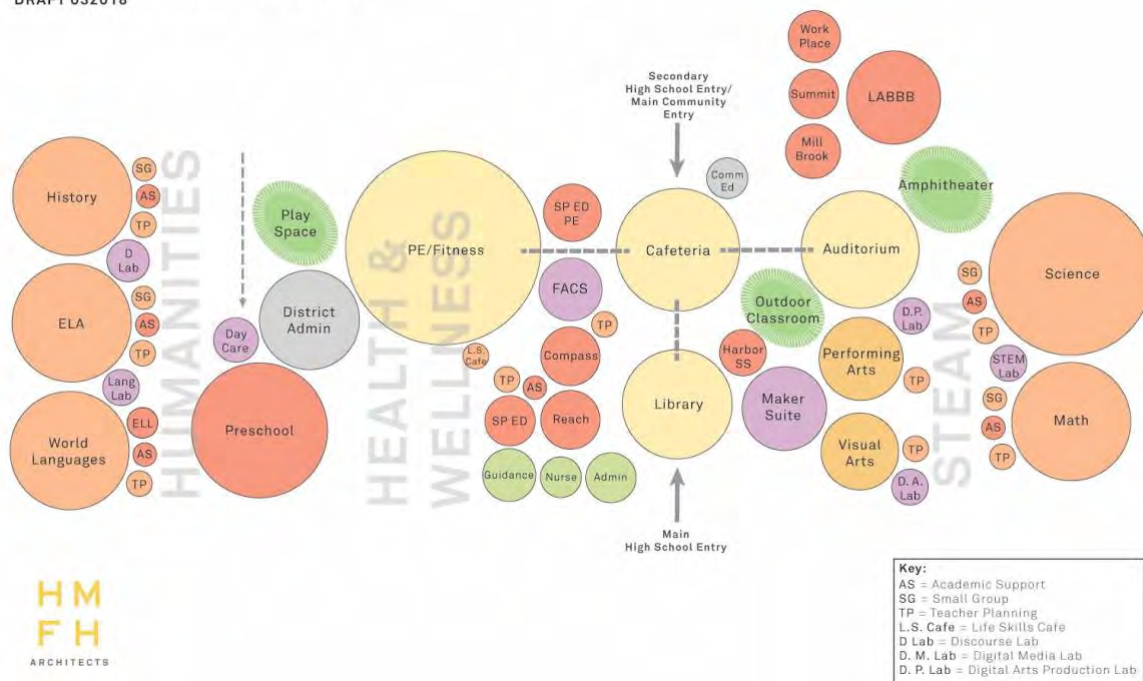 DRAFT 032018
Work
Place
Summit
LABBB
Mill
Brook
Secondary
High School Entry/
Main Community
Entry
Comm
Ed
Amphitheater
History
SG
AS
TP
D
Lab
ELA
SG
AS
TP
Lang
Lab
World
Languages
ELL
AS
TP
HUMANITIES
Play
Space
District
Admin
Day
Care
Preschool
HEALTH &
WELLNESS
PE/Fitness
SP ED
PE
FACS
TP
L.S.
Cafe
Compass
TP
AS
SP ED
Reach
Guidance
Nurse
Admin
Cafeteria
Library
Main
High School Entry
Auditorium
Outdoor
Classroom
Harbor
SS
Maker
Suite
D.P.
Lab
Performing
Arts
TP
Visual
Arts
TP
D. A.
Lab
STEAM
Science
SG
AS
TP
STEM
Lab
SG
AS
TP
Math
HM
FH
ARCHITECTS
Key:
AS = Academic Support
SG = Small Group
TP = Teacher Planning
L.S. Cafe = Life Skills Cafe
D Lab = Discourse Lab
D. M. Lab = Digital Media Lab
D. P. Lab = Digital Arts Production Lab